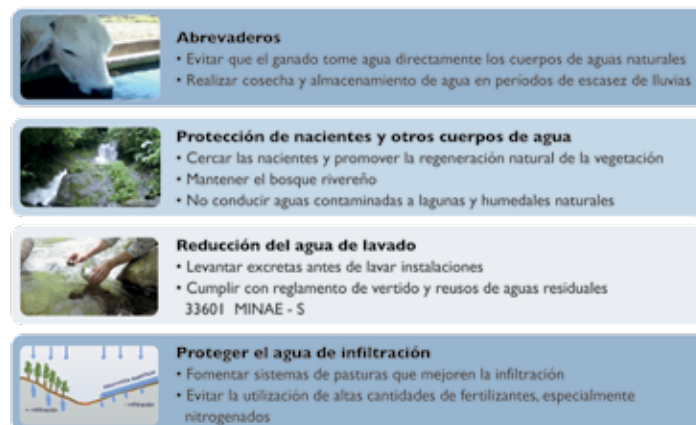 Abrevaderos
• Evitar que el ganado tome agua directamente los cuerpos de aguas naturales
• Realizar cosecha y almacenamiento de agua en períodos de escasez de lluvias
Protección de nacientes y otros cuerpos de agua
• Cercar las nacientes y promover la regeneración natural de la vegetación
• Mantener el bosque rivereño
• No conducir aguas contaminadas a lagunas y humedales naturales
Reducción del agua de lavado
• Levantar excretas antes de lavar instalaciones
• Cumplir con reglamento de vertido y reusos de aguas residuales
33601 MINAE - S
Proteger el agua de infiltración
• Fomentar sistemas de pasturas que mejoren la infiltración
• Evitar la utilización de altas cantidades de fertilizantes, especialmente
nitrogenados
+ infiltración
- infiltración